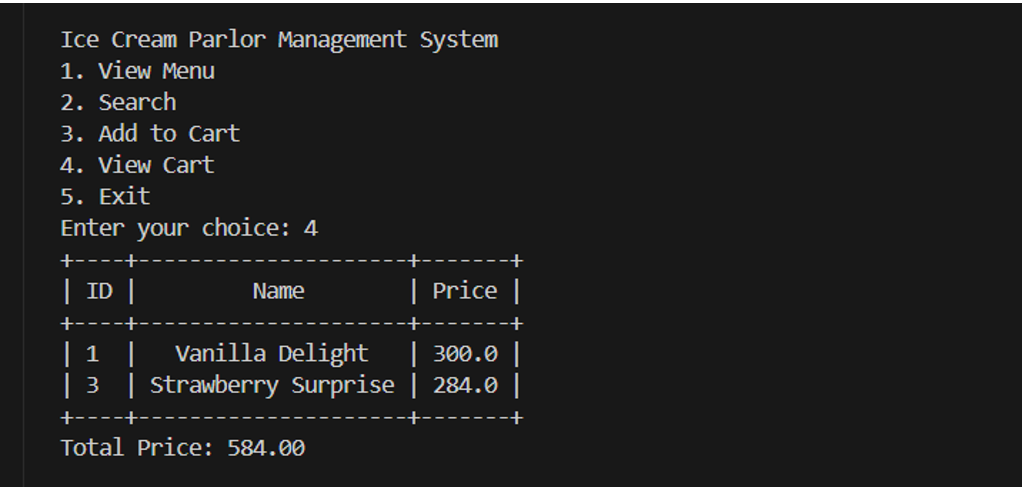 Ice Cream Parlor Management System
1. View Menu
2. Search
3. Add to Cart
4. View Cart
5. Exit
Enter your choice: 4
+----+---------------------+-------+
| ID |         Name        | Price |
+----+---------------------+-------+
| 1  |   Vanilla Delight   | 300.0 |
| 3  | Strawberry Surprise | 284.0 |
+----+---------------------+-------+
Total Price: 584.00